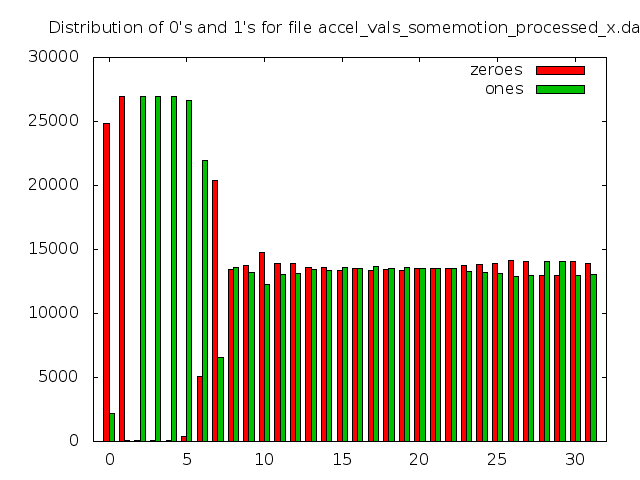 Distribution of 0's and 1's for file accel_vals_somemotion_processed_x.da
30000
zeroes
ones
25000
20000
15000
10000
5000
0
0 5 10 15 20 25 30